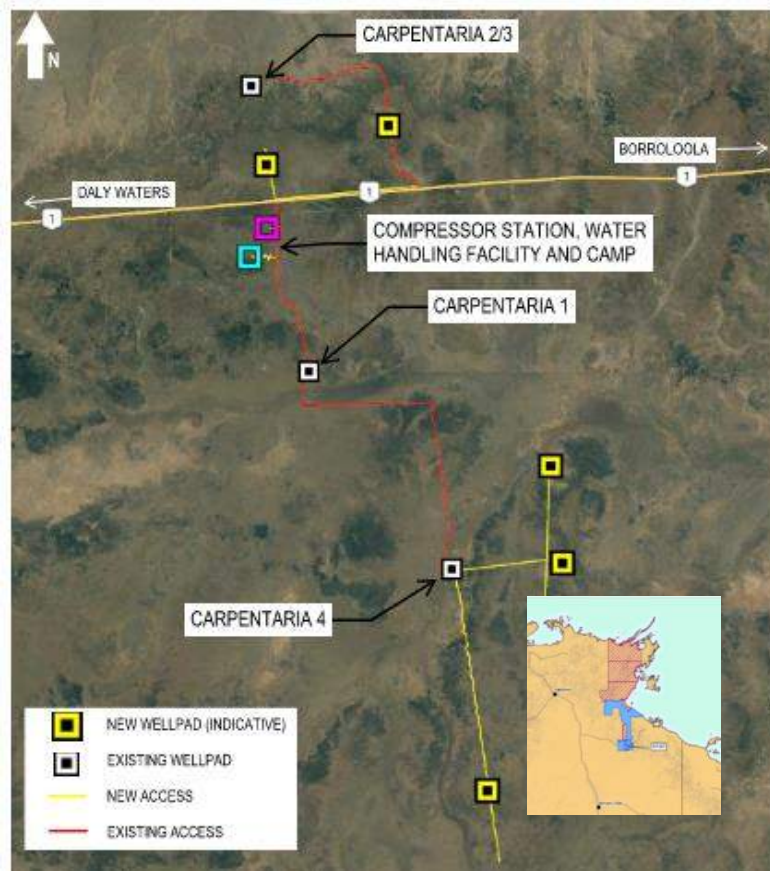 CARPENTARIA 2/3
N
BORROLOOLA
1
1
DALY WATERS
1
COMPRESSOR STATION, WATER
HANDLING FACILITY AND CAMP
CARPENTARIA 1
CARPENTARIA 4
NEW WELLPAD (INDICATIVE)
EXISTING WELLPAD
NEW ACCESS
EXISTING ACCESS